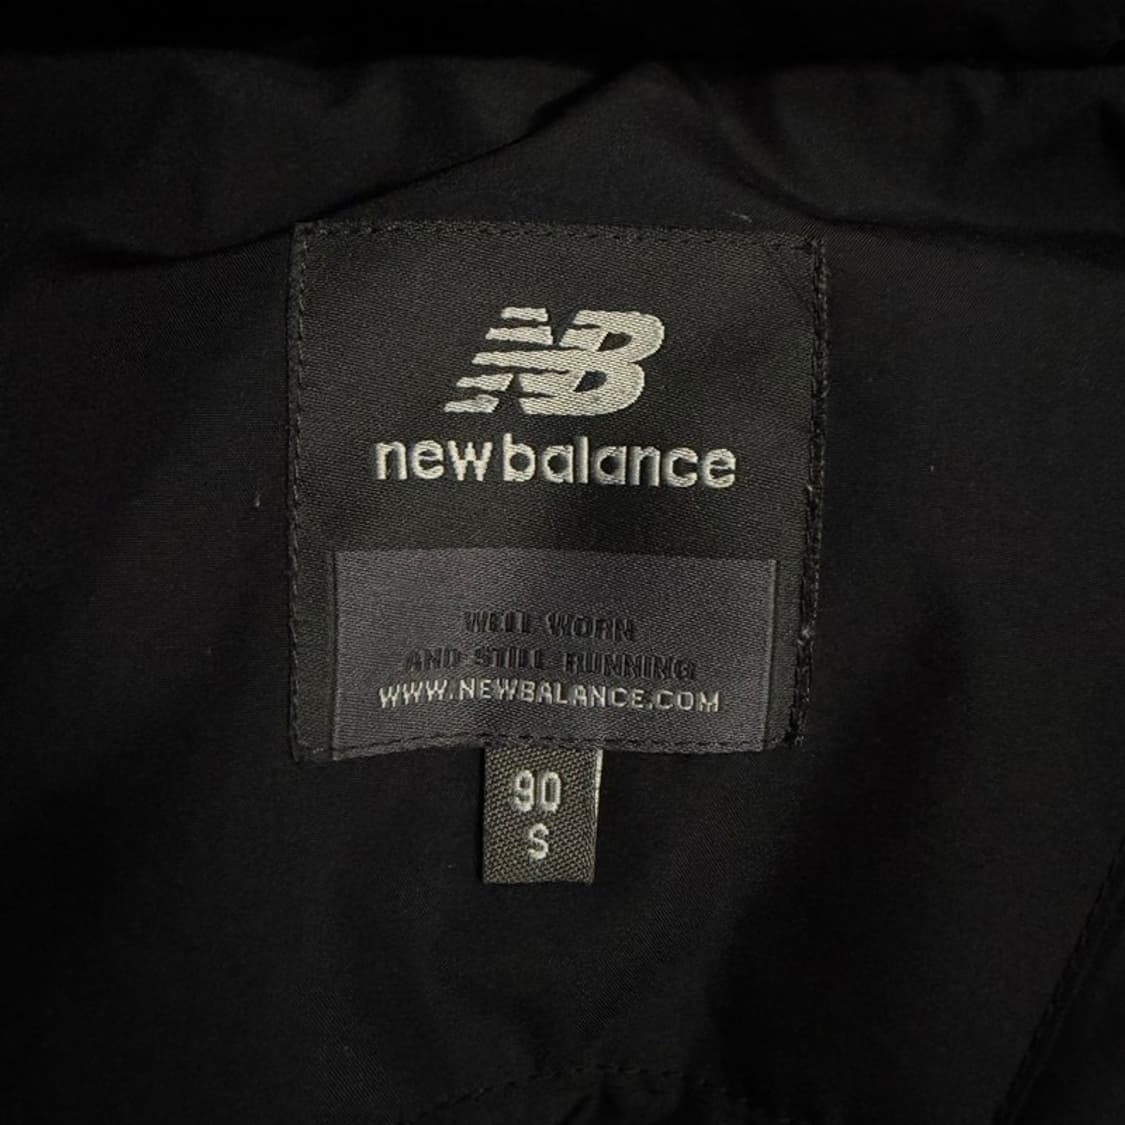 NB
new balance
WELL WORN
AND STILL RUNNING
WWW.NEWBALANCE.COM
90
S